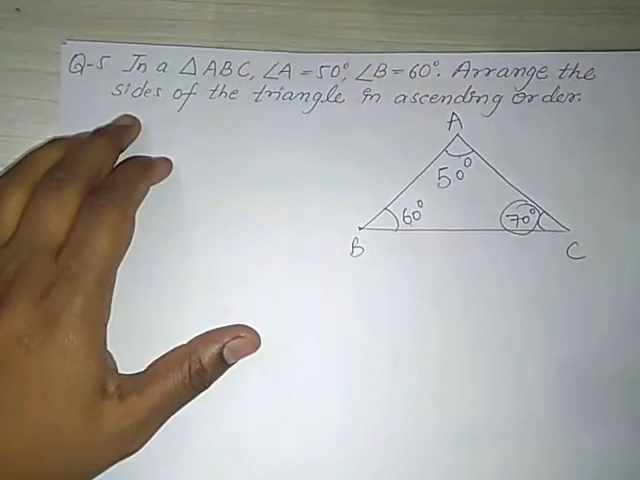 Q-5 In a △ABC, ∠A = 50°, ∠B = 60°. Arrange the
sides of the triangle in ascending order.
A
50°
60°
70°
B
C